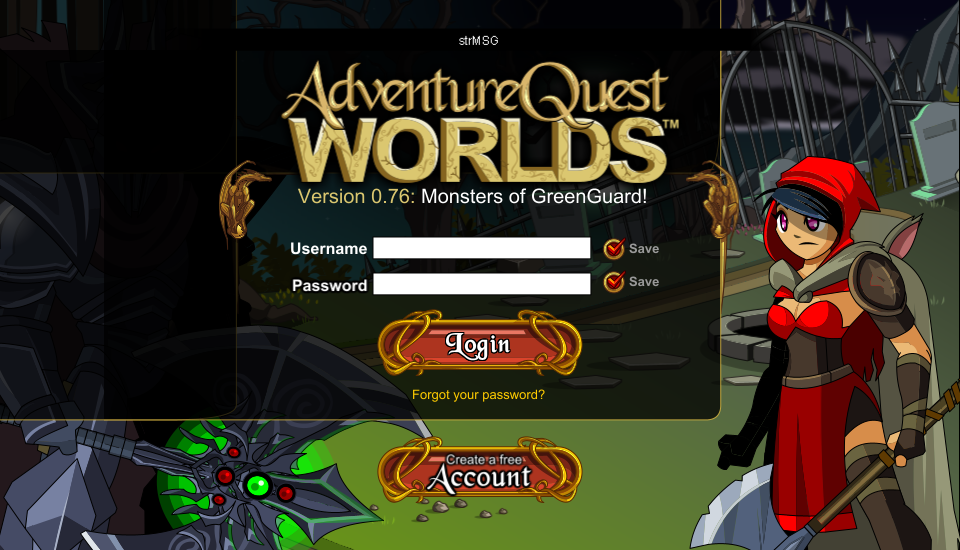 strMSG
AdventureQuest
WORLDS™
Version 0.76: Monsters of GreenGuard!
Username
Save
Password
Save
Login
Forgot your password?
Create a free
Account